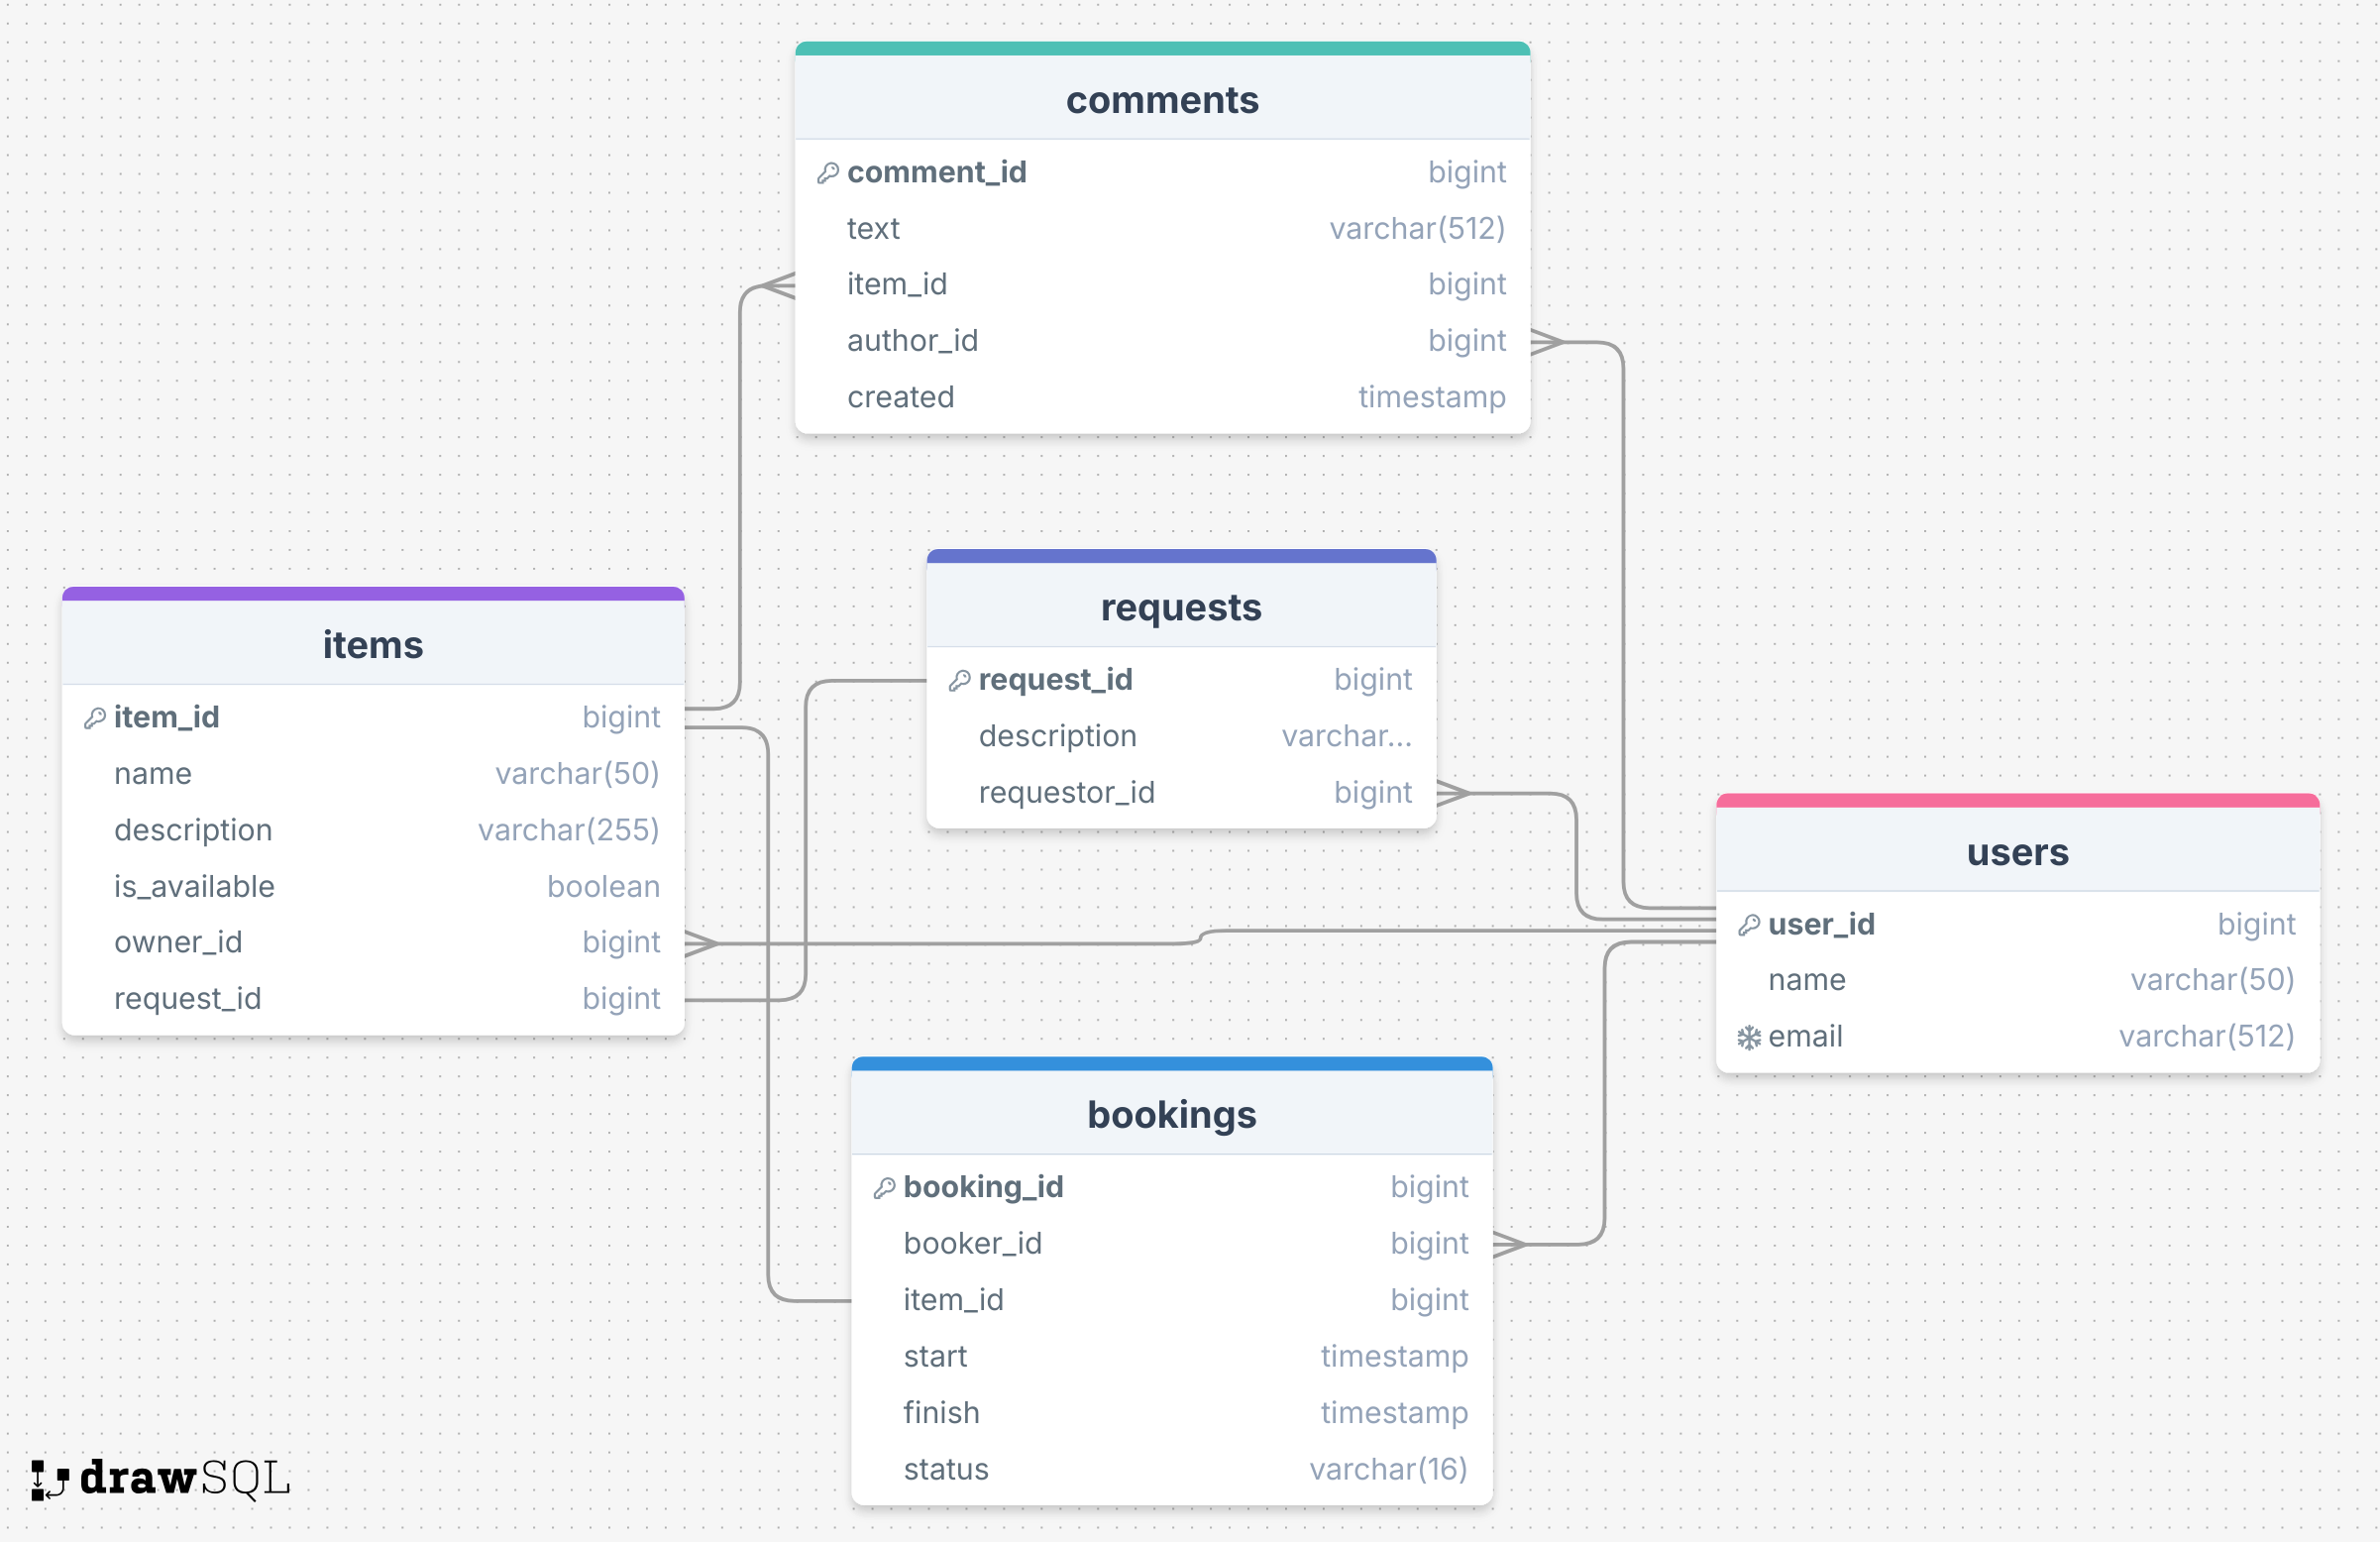 comments
comment_id bigint
text varchar(512)
item_id bigint
author_id bigint
created timestamp
requests
request_id bigint
description varchar...
requestor_id bigint
items
item_id bigint
name varchar(50)
description varchar(255)
is_available boolean
owner_id bigint
request_id bigint
users
user_id bigint
name varchar(50)
email varchar(512)
bookings
booking_id bigint
booker_id bigint
item_id bigint
start timestamp
finish timestamp
status varchar(16)
drawSQL